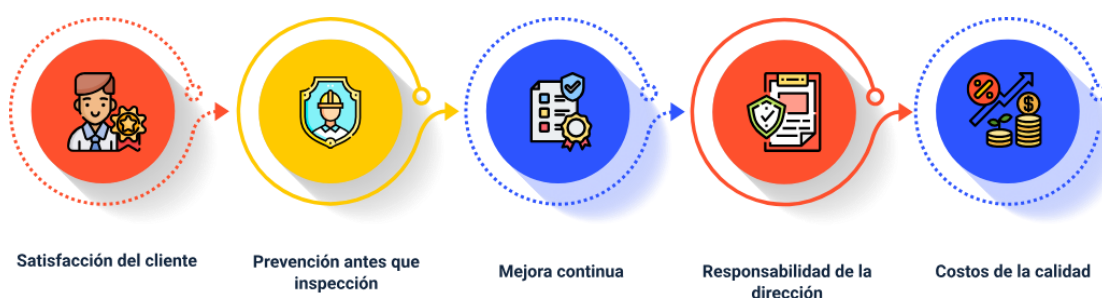 Satisfacción del cliente
Prevención antes que
inspección
Mejora continua
Responsabilidad de la
dirección
Costos de la calidad